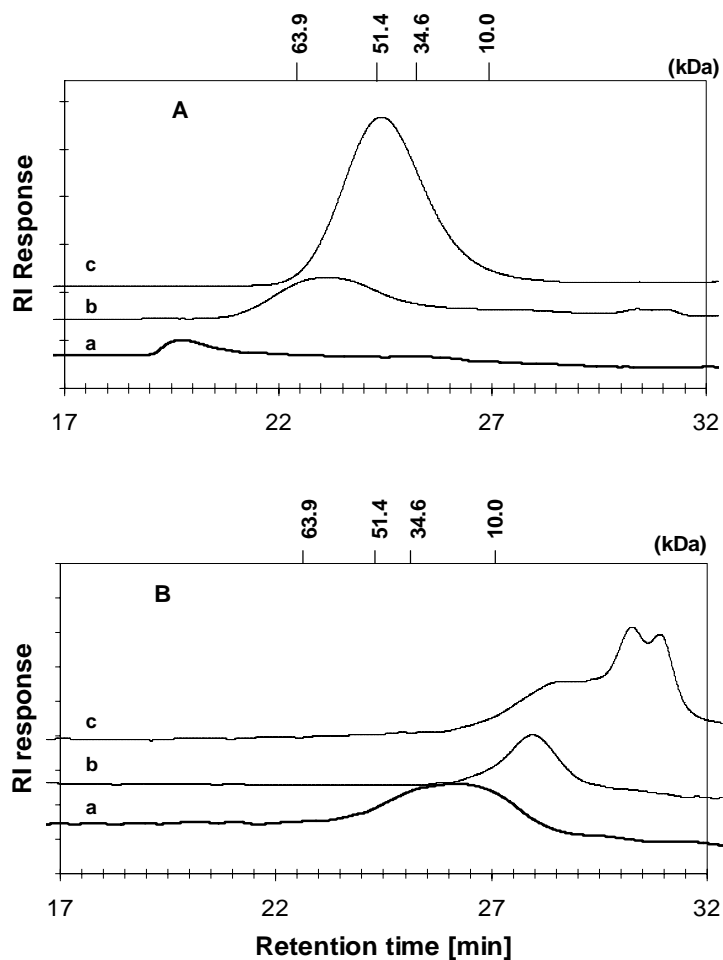 63.9 51.4 34.6 10.0
(kDa)
A
RI Response
c
b
a
17 22 27 32
63.9 51.4 34.6 10.0
(kDa)
B
RI response
c
b
a
17 22 27 32
Retention time [min]